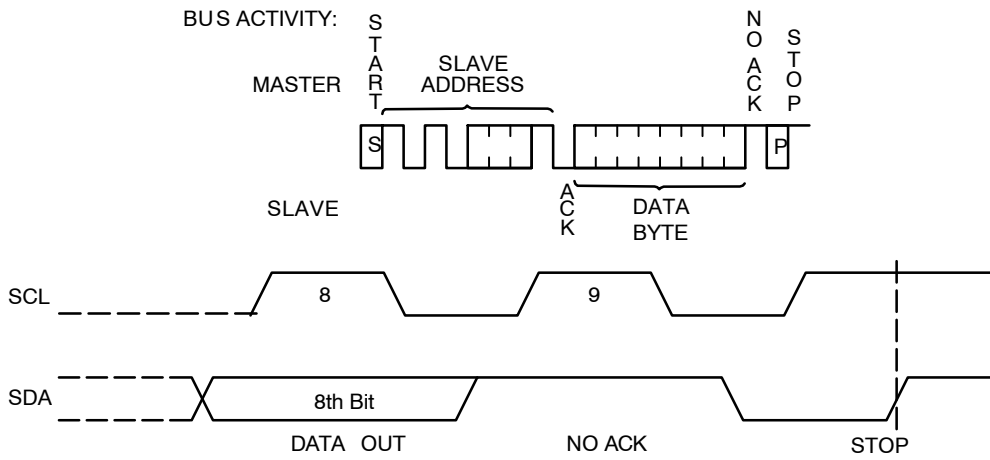 BUS ACTIVITY:
START
NO ACK
STOP
MASTER
SLAVE
ADDRESS
S
P
SLAVE
ACK
DATA
BYTE
SCL
8
9
SDA
8th Bit
DATA OUT
NO ACK
STOP